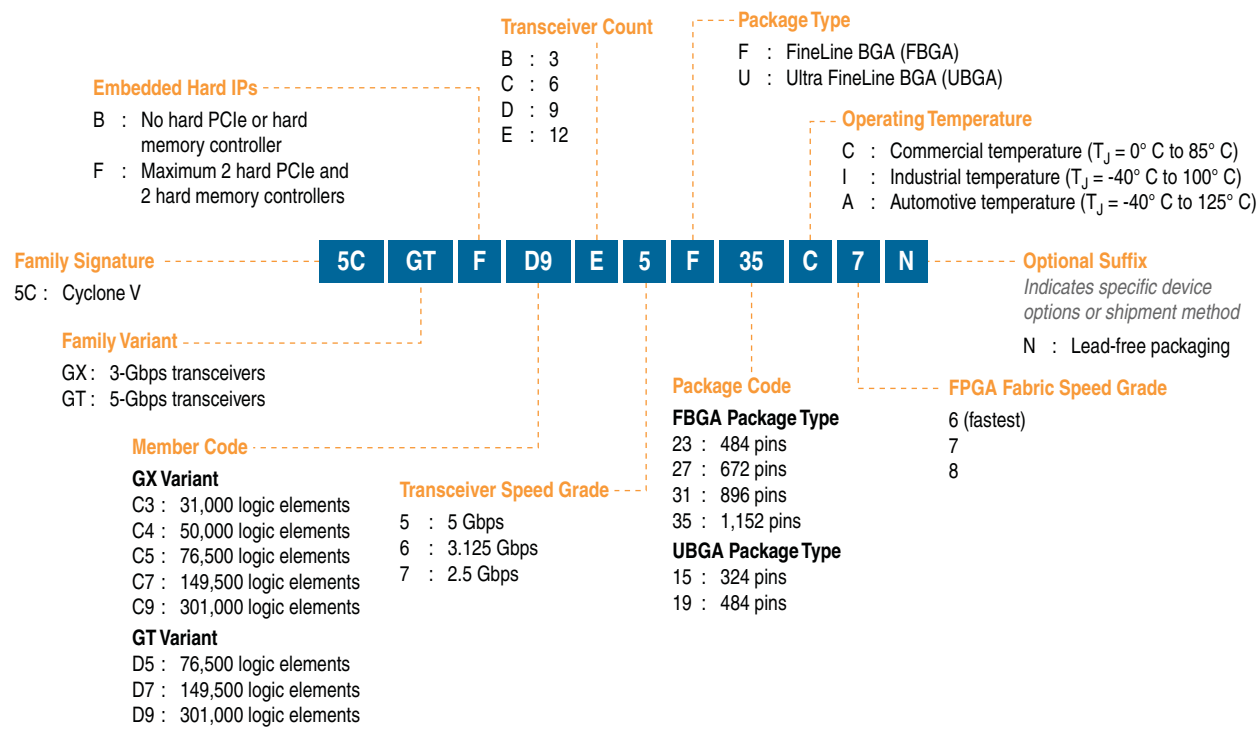 Transceiver Count
B : 3
C : 6
D : 9
E : 12
Package Type
F : FineLine BGA (FBGA)
U : Ultra FineLine BGA (UBGA)
Embedded Hard IPs
B : No hard PCIe or hard
memory controller
F : Maximum 2 hard PCIe and
2 hard memory controllers
Operating Temperature
C : Commercial temperature (TJ = 0° C to 85° C)
I : Industrial temperature (TJ = -40° C to 100° C)
A : Automotive temperature (TJ = -40° C to 125° C)
Family Signature
5C : Cyclone V
5C GT F D9 E 5 F 35 C 7 N
Optional Suffix
Indicates specific device
options or shipment method
N : Lead-free packaging
Family Variant
GX : 3-Gbps transceivers
GT : 5-Gbps transceivers
Member Code
GX Variant
C3 : 31,000 logic elements
C4 : 50,000 logic elements
C5 : 76,500 logic elements
C7 : 149,500 logic elements
C9 : 301,000 logic elements
GT Variant
D5 : 76,500 logic elements
D7 : 149,500 logic elements
D9 : 301,000 logic elements
Transceiver Speed Grade
5 : 5 Gbps
6 : 3.125 Gbps
7 : 2.5 Gbps
Package Code
FBGA Package Type
23 : 484 pins
27 : 672 pins
31 : 896 pins
35 : 1,152 pins
UBGA Package Type
15 : 324 pins
19 : 484 pins
FPGA Fabric Speed Grade
6 (fastest)
7
8